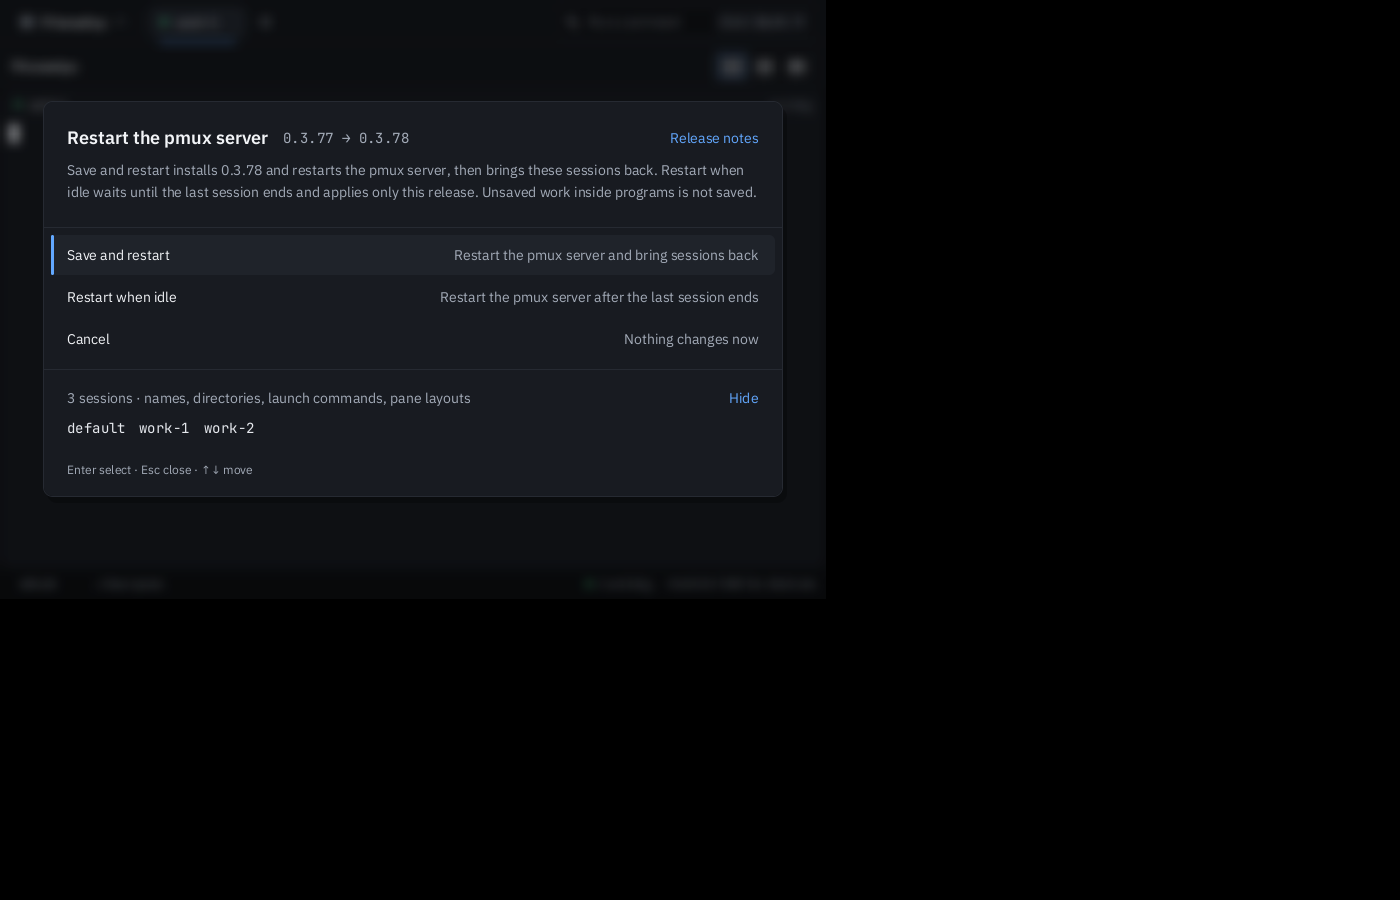 Restart the pmux server 0.3.77 → 0.3.78 Release notes
Save and restart installs 0.3.78 and restarts the pmux server, then brings these sessions back. Restart when
idle waits until the last session ends and applies only this release. Unsaved work inside programs is not saved.
Save and restart Restart the pmux server and bring sessions back
Restart when idle Restart the pmux server after the last session ends
Cancel Nothing changes now
3 sessions · names, directories, launch commands, pane layouts Hide
default work-1 work-2
Enter select · Esc close · ↑↓ move